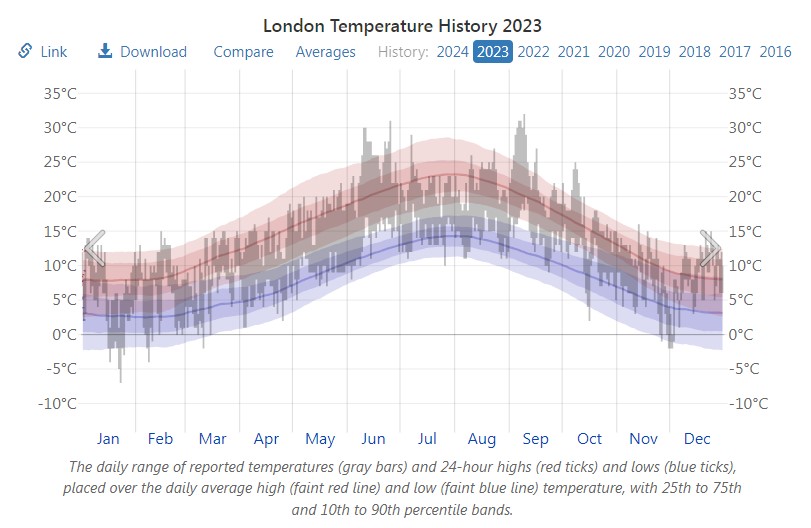 London Temperature History 2023
Link Download Compare Averages History: 2024 2023 2022 2021 2020 2019 2018 2017 2016
35°C 35°C
30°C 30°C
25°C 25°C
20°C 20°C
15°C 15°C
10°C 10°C
5°C 5°C
0°C 0°C
-5°C -5°C
-10°C -10°C
Jan Feb Mar Apr May Jun Jul Aug Sep Oct Nov Dec
The daily range of reported temperatures (gray bars) and 24-hour highs (red ticks) and lows (blue ticks),
placed over the daily average high (faint red line) and low (faint blue line) temperature, with 25th to 75th
and 10th to 90th percentile bands.